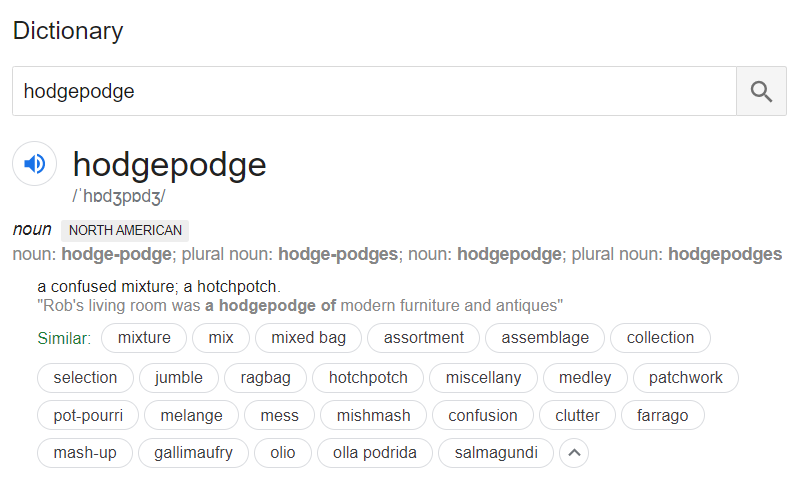 Dictionary
hodgepodge
hodgepodge
/ˈhɒdʒpɒdʒ/
noun NORTH AMERICAN
noun: hodge-podge; plural noun: hodge-podges; noun: hodgepodge; plural noun: hodgepodges
a confused mixture; a hotchpotch.
"Rob's living room was a hodgepodge of modern furniture and antiques"
Similar: mixture mix mixed bag assortment assemblage collection
selection jumble ragbag hotchpotch miscellany medley patchwork
pot-pourri melange mess mishmash confusion clutter farrago
mash-up gallimaufry olio olla podrida salmagundi